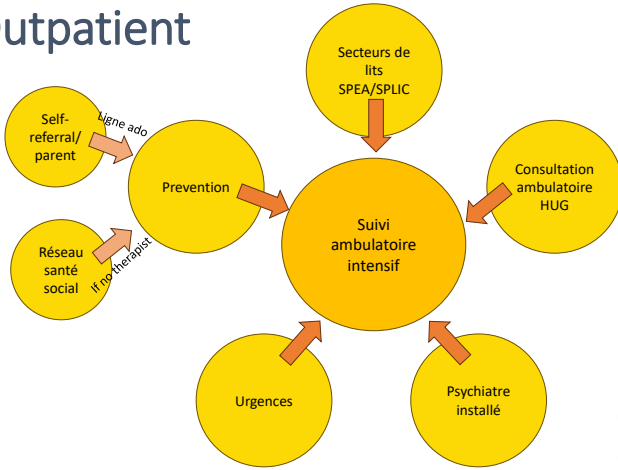 utpatient
Secteurs de
lits
SPEA/SPLIC
Self-
referral/
parent
Ligne ado
Prevention
Consultation
ambulatoire
HUG
Suivi
ambulatoire
intensif
Réseau
santé
social
If no therapist
Urgences
Psychiatre
installé